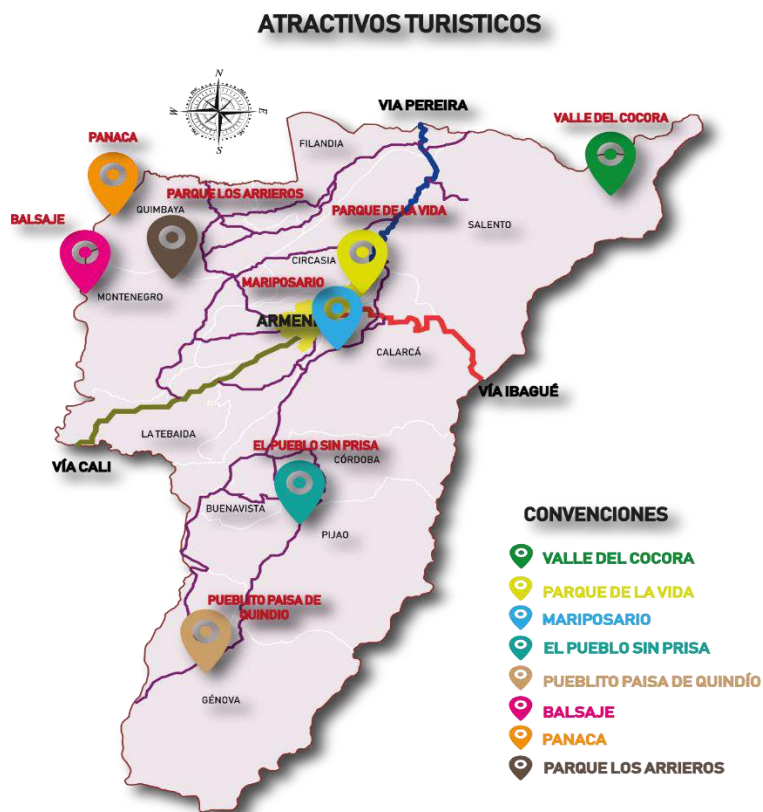 ATRACTIVOS TURISTICOS
N
W
E
S
VIA PEREIRA
VALLE DEL COCORA
PANACA
FILANDIA
PARQUE LOS ARRIEROS
QUIMBAYA
PARQUE DE LA VIDA
BALSAJE
SALENTO
CIRCASIA
MARIPOSARIO
MONTENEGRO
ARMENI
CALARCÁ
VÍA IBAGUÉ
LA TEBAIDA
VÍA CALI
EL PUEBLO SIN PRISA
CÓRDOBA
BUENAVISTA
PIJAO
PUEBLITO PAISA DE
QUINDIO
GÉNOVA
CONVENCIONES
VALLE DEL COCORA
PARQUE DE LA VIDA
MARIPOSARIO
EL PUEBLO SIN PRISA
PUEBLITO PAISA DE QUINDÍO
BALSAJE
PANACA
PARQUE LOS ARRIEROS